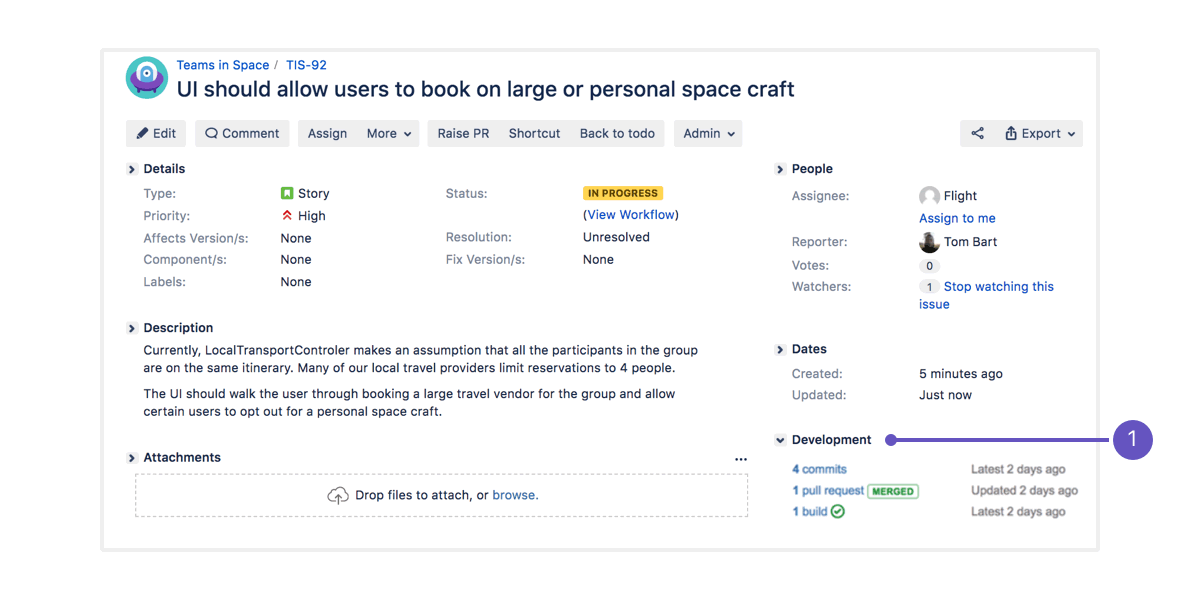 Teams in Space / TIS-92
UI should allow users to book on large or personal space craft
Edit Comment Assign More Raise PR Shortcut Back to todo Admin Export
Details
Type: Story
Priority: High
Affects Version/s: None
Component/s: None
Labels: None
Status: IN PROGRESS
(View Workflow)
Resolution: Unresolved
Fix Version/s: None
Description
Currently, LocalTransportControler makes an assumption that all the participants in the group
are on the same itinerary. Many of our local travel providers limit reservations to 4 people.
The UI should walk the user through booking a large travel vendor for the group and allow
certain users to opt out for a personal space craft.
Attachments
Drop files to attach, or browse.
People
Assignee: Flight
Assign to me
Reporter: Tom Bart
Votes: 0
Watchers: 1 Stop watching this
issue
Dates
Created: 5 minutes ago
Updated: Just now
Development
1
4 commits Latest 2 days ago
1 pull request MERGED Updated 2 days ago
1 build Latest 2 days ago